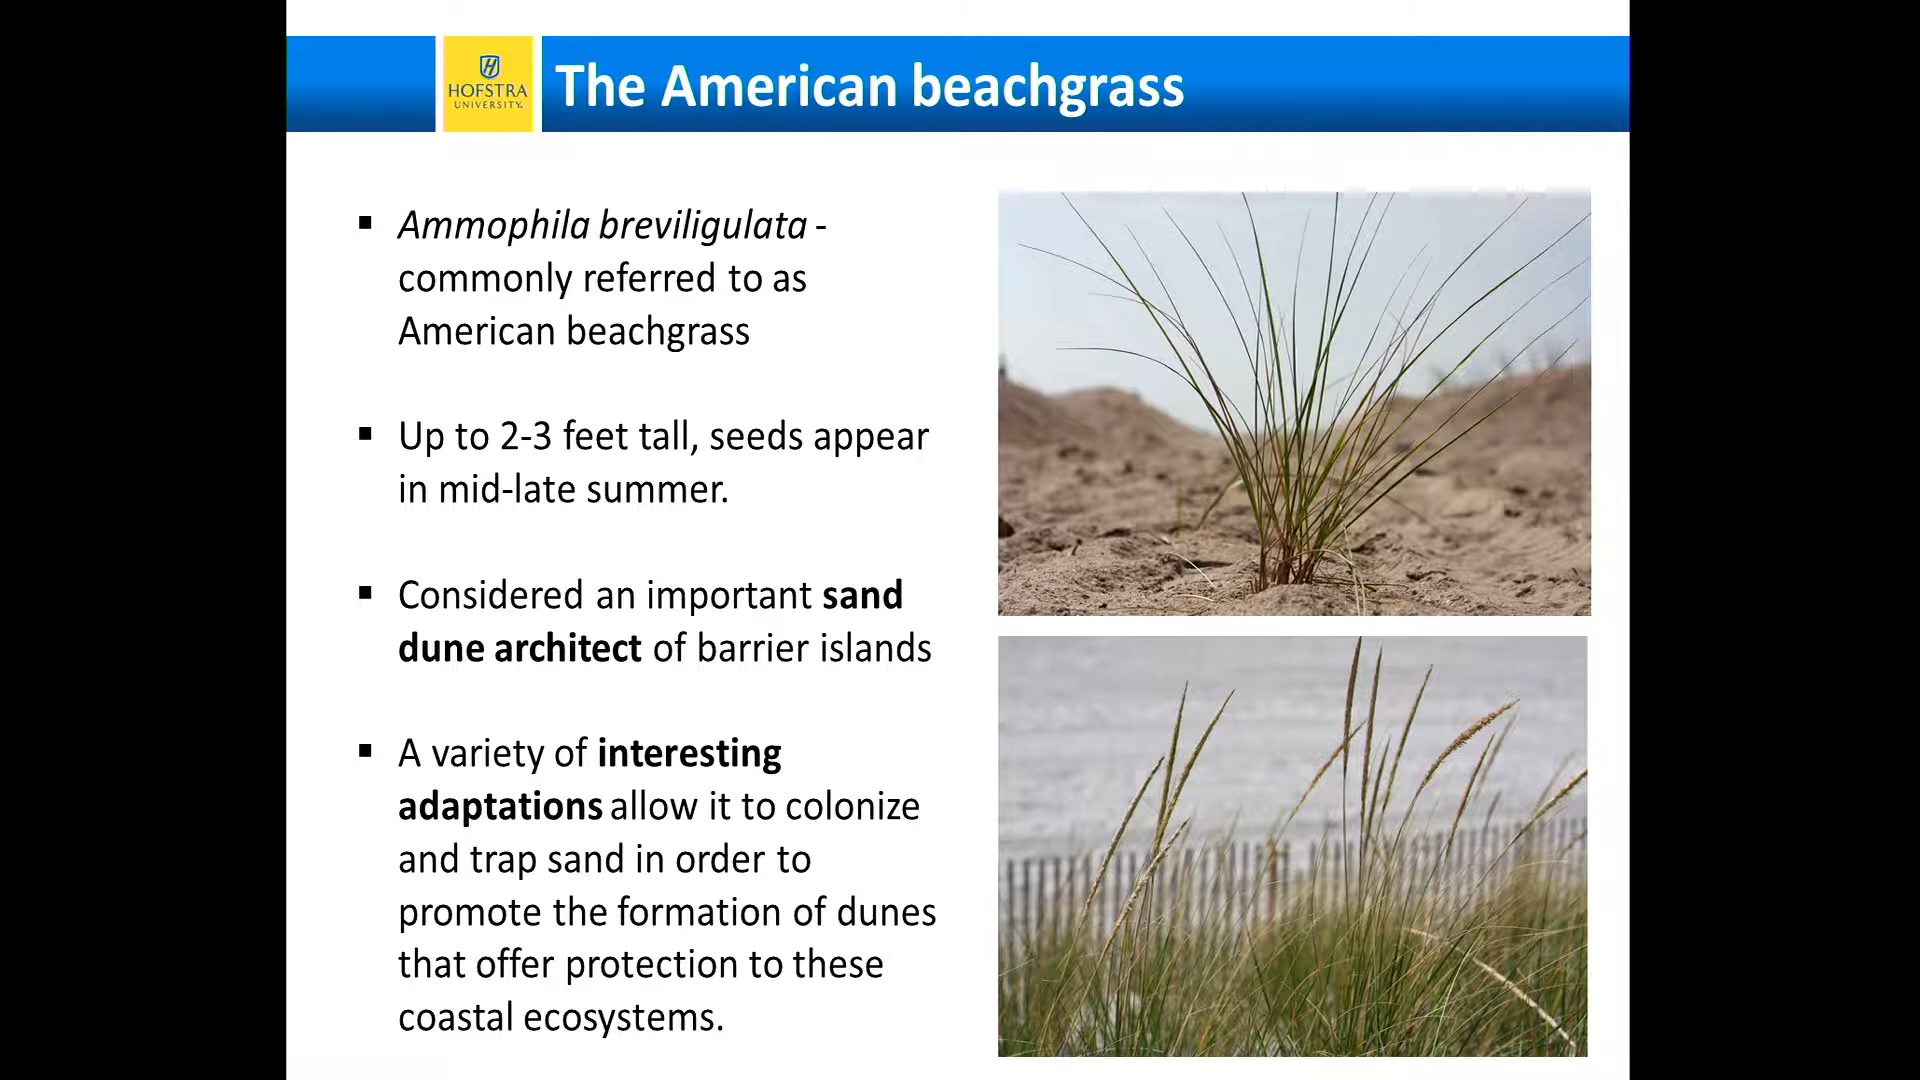 HOFSTRA
UNIVERSITY.
The American beachgrass
▪ Ammophila breviligulata -
commonly referred to as
American beachgrass
▪ Up to 2-3 feet tall, seeds appear
in mid-late summer.
▪ Considered an important sand
dune architect of barrier islands
▪ A variety of interesting
adaptations allow it to colonize
and trap sand in order to
promote the formation of dunes
that offer protection to these
coastal ecosystems.